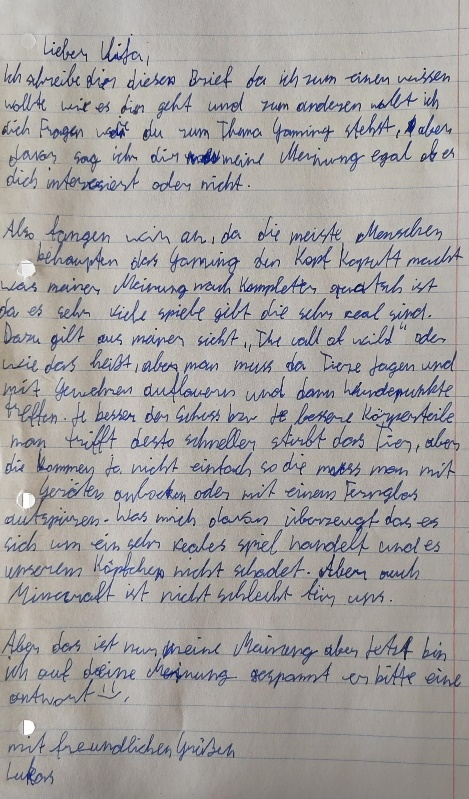 Lieber Ulifa,
Ich schreibe dir diesen Brief da ich zum einen wissen
wollte wie es dir geht und zum anderen wollt ich
dich Fragen wo du zum Thema Gaming stehst, aber
davor sag ich dir meine Meinung egal ob es
dich interesiert oder nicht.
Also fangen wir an, da die meiste Menschen
behaupten das Gaming den Kopf Kaputt macht
was meiner Meinung nach Kompletter quatsch ist
da es sehr viele spiele gibt die sehr real sind.
Dazu gilt aus meiner sicht „The call of wild" oder
wie das heißt, aber man muss da Tiere Jagen und
mit Gewehren auflauern und dann Wundepunkte
treffen. Je besser der Schuss bzw Je bessere Körperteile
man trifft desto schneller stirbt das Tier, aber
die kommen Ja nicht einfach so die muss man mit
Geräten anlocken oder mit einem Fernglas
aufspüren. Was mich davon überzeugt das es
sich um ein sehr reales spiel handelt und es
unserem Köpfchen nicht schadet. Aber auch
Mincraft ist nicht schlecht für uns.
Aber das ist nur meine Meinung aber Jetzt bin
ich auf deine Meinung gespannt erbitte eine
antwort
mit freundlichen Grüßen
Lukas